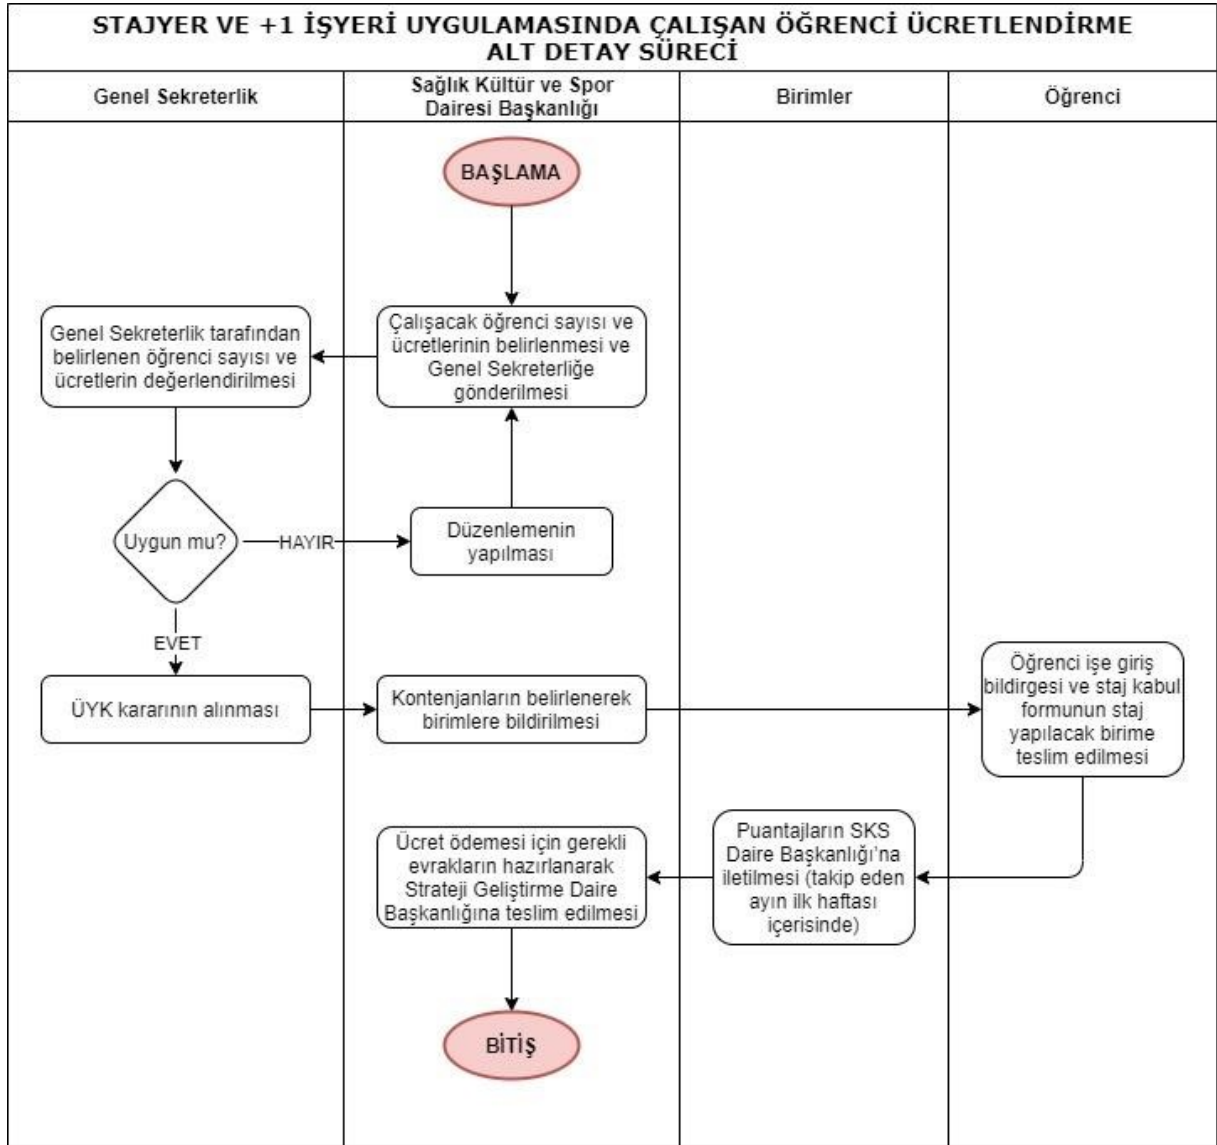 STAJYER VE +1 İŞYERİ UYGULAMASINDA ÇALIŞAN ÖĞRENCİ ÜCRETLENDİRME
ALT DETAY SÜRECİ
Genel Sekreterlik
Sağlık Kültür ve Spor
Dairesi Başkanlığı
Birimler
Öğrenci
BAŞLAMA
Çalışacak öğrenci sayısı ve
ücretlerinin belirlenmesi ve
Genel Sekreterliğe
gönderilmesi
Genel Sekreterlik tarafından
belirlenen öğrenci sayısı ve
ücretlerin değerlendirilmesi
Uygun mu?
HAYIR
Düzenlemenin
yapılması
EVET
ÜYK kararının alınması
Kontenjanların belirlenerek
birimlere bildirilmesi
Öğrenci işe giriş
bildirgesi ve staj kabul
formunun staj
yapılacak birime
teslim edilmesi
Puantajların SKS
Daire Başkanlığı'na
iletilmesi (takip eden
ayın ilk haftası
içerisinde)
Ücret ödemesi için gerekli
evrakların hazırlanarak
Strateji Geliştirme Daire
Başkanlığına teslim edilmesi
BİTİŞ